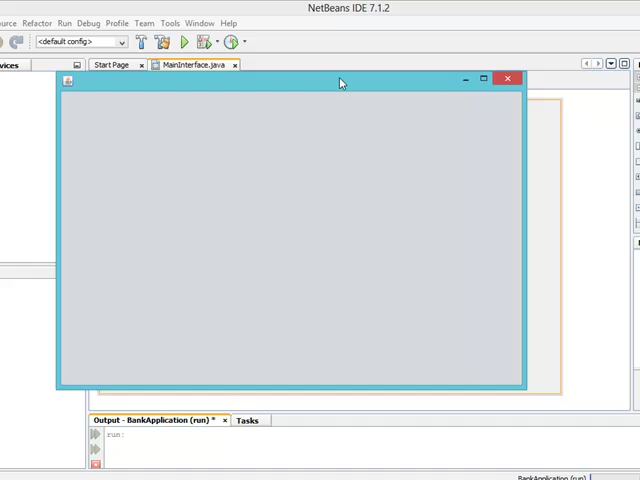 NetBeans IDE 7.1.2
ource Refactor Run Debug Profile Team Tools Window Help
<default config>
vices Start Page MainInterface.java
Output - BankApplication (run) * Tasks
run:
BankApplication (run)